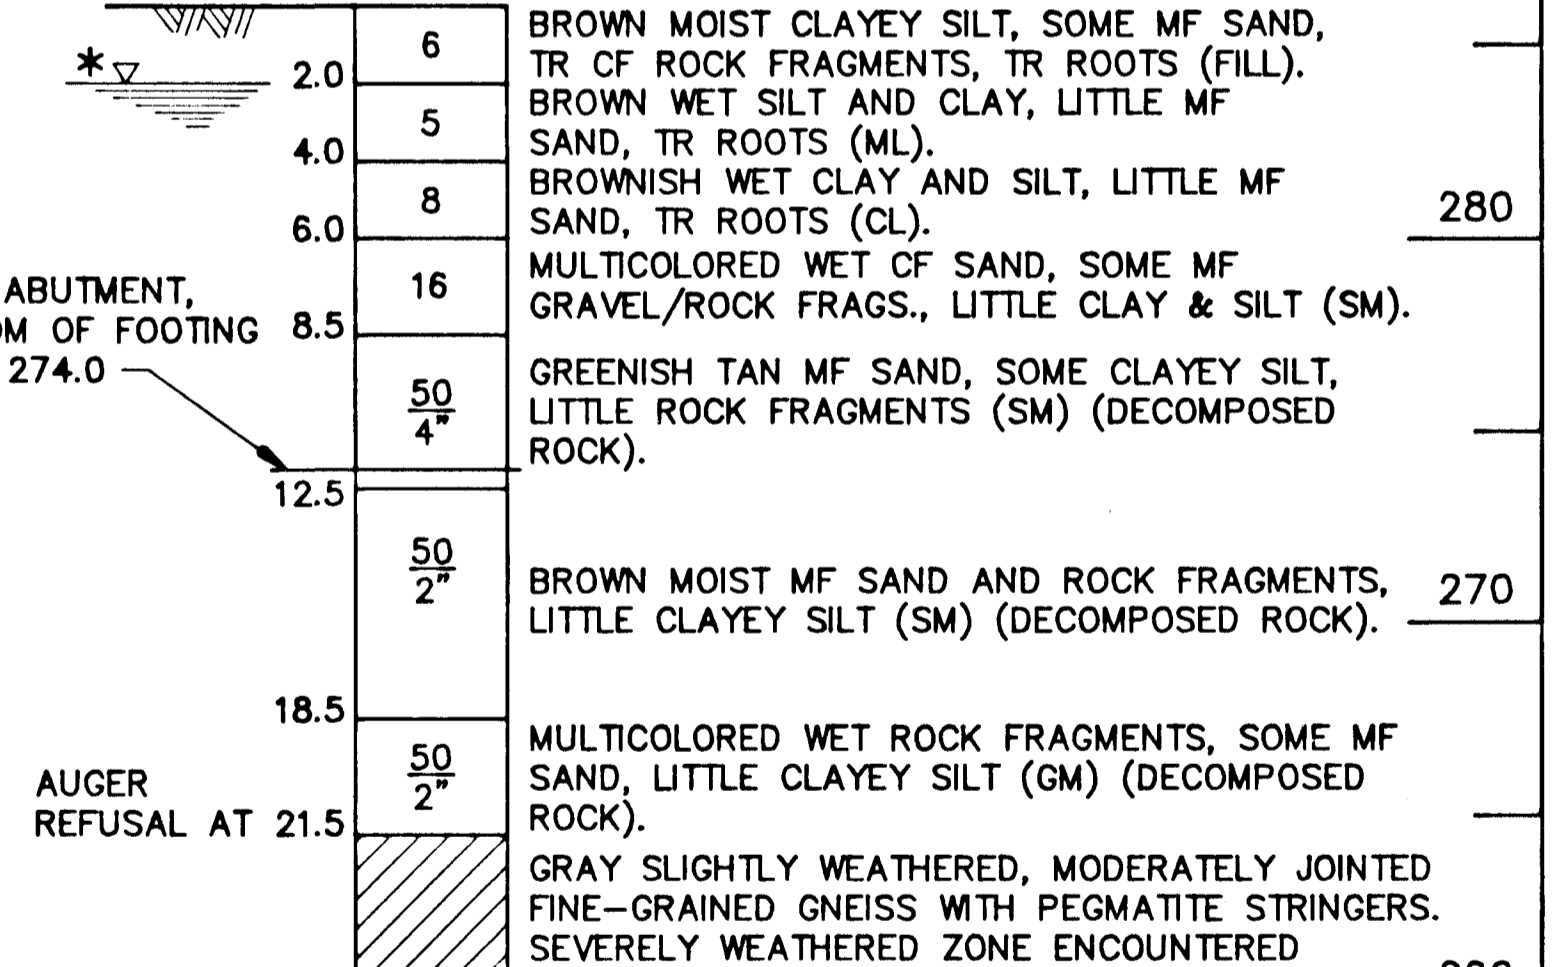 6
BROWN MOIST CLAYEY SILT, SOME MF SAND,
TR CF ROCK FRAGMENTS, TR ROOTS (FILL).
*
2.0
5
BROWN WET SILT AND CLAY, LITTLE MF
SAND, TR ROOTS (ML).
4.0
8
BROWNISH WET CLAY AND SILT, LITTLE MF
SAND, TR ROOTS (CL).
280
6.0
16
MULTICOLORED WET CF SAND, SOME MF
GRAVEL/ROCK FRAGS., LITTLE CLAY & SILT (SM).
ABUTMENT,
OM OF FOOTING
274.0
8.5
50
4"
GREENISH TAN MF SAND, SOME CLAYEY SILT,
LITTLE ROCK FRAGMENTS (SM) (DECOMPOSED
ROCK).
12.5
50
2"
BROWN MOIST MF SAND AND ROCK FRAGMENTS,
LITTLE CLAYEY SILT (SM) (DECOMPOSED ROCK).
270
18.5
50
2"
MULTICOLORED WET ROCK FRAGMENTS, SOME MF
SAND, LITTLE CLAYEY SILT (GM) (DECOMPOSED
ROCK).
AUGER
REFUSAL AT 21.5
GRAY SLIGHTLY WEATHERED, MODERATELY JOINTED
FINE-GRAINED GNEISS WITH PEGMATITE STRINGERS.
SEVERELY WEATHERED ZONE ENCOUNTERED